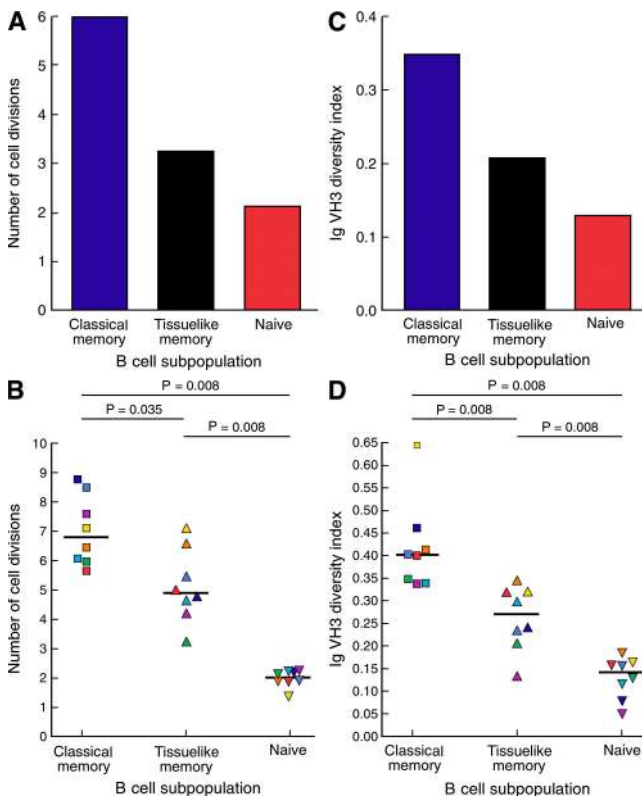 A
Number of cell divisions
6
5
4
3
2
1
0
Classical
memory
Tissuelike
memory
Naive
B cell subpopulation
C
Ig VH3 diversity index
0.4
0.3
0.2
0.1
0.0
Classical
memory
Tissuelike
memory
Naive
B cell subpopulation
B
P = 0.008
P = 0.035
P = 0.008
Number of cell divisions
10
9
8
7
6
5
4
3
2
1
0
Classical
memory
Tissuelike
memory
Naive
B cell subpopulation
D
P = 0.008
P = 0.008
P = 0.008
Ig VH3 diversity index
0.65
0.60
0.55
0.50
0.45
0.40
0.35
0.30
0.25
0.20
0.15
0.10
0.05
0.00
Classical
memory
Tissuelike
memory
Naive
B cell subpopulation